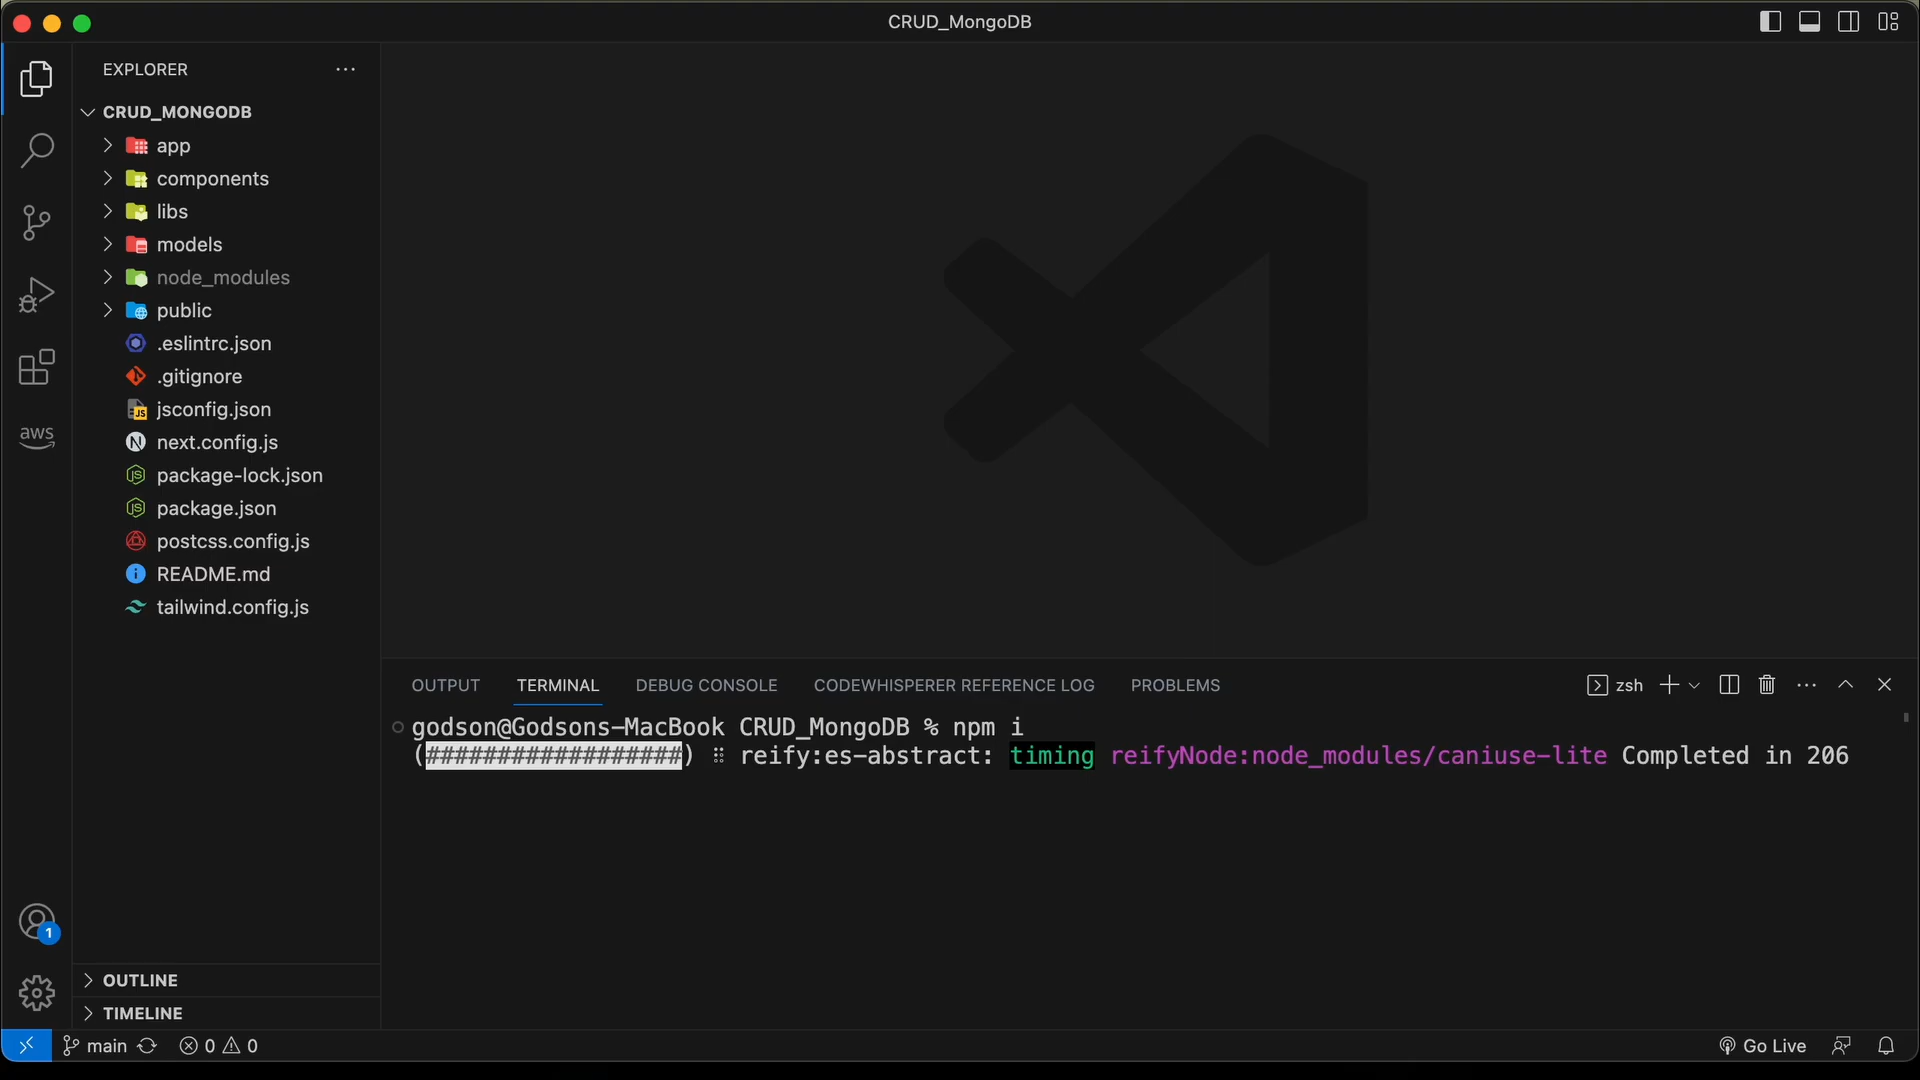 CRUD_MongoDB
EXPLORER
CRUD_MONGODB
app
components
libs
models
node_modules
public
.eslintrc.json
.gitignore
jsconfig.json
next.config.js
package-lock.json
package.json
postcss.config.js
README.md
tailwind.config.js
aws
1
OUTLINE
TIMELINE
OUTPUT TERMINAL DEBUG CONSOLE CODEWHISPERER REFERENCE LOG PROBLEMS zsh
godson@Godsons-MacBook CRUD_MongoDB % npm i
(##################) ⠿ reify:es-abstract: timing reifyNode:node_modules/caniuse-lite Completed in 206
main 0 0 Go Live